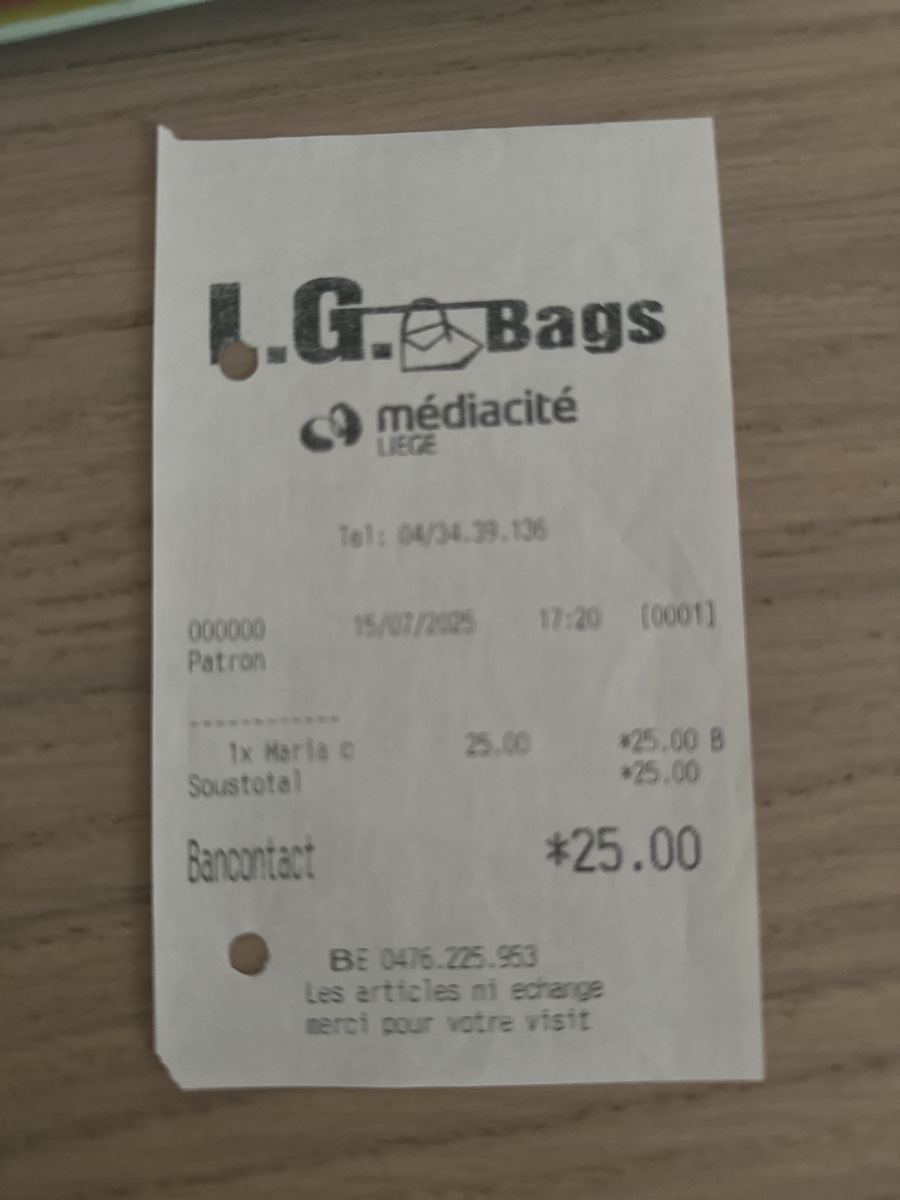 I.G. Bags
médiacité
LIEGE
Tel: 04/34.39.136
000000 15/07/2025 17:20 [0001]
Patron
------------
1x Maria c 25.00 *25.00 B
Soustotal *25.00
Bancontact *25.00
BE 0476.225.953
Les articles ni echange
merci pour votre visit